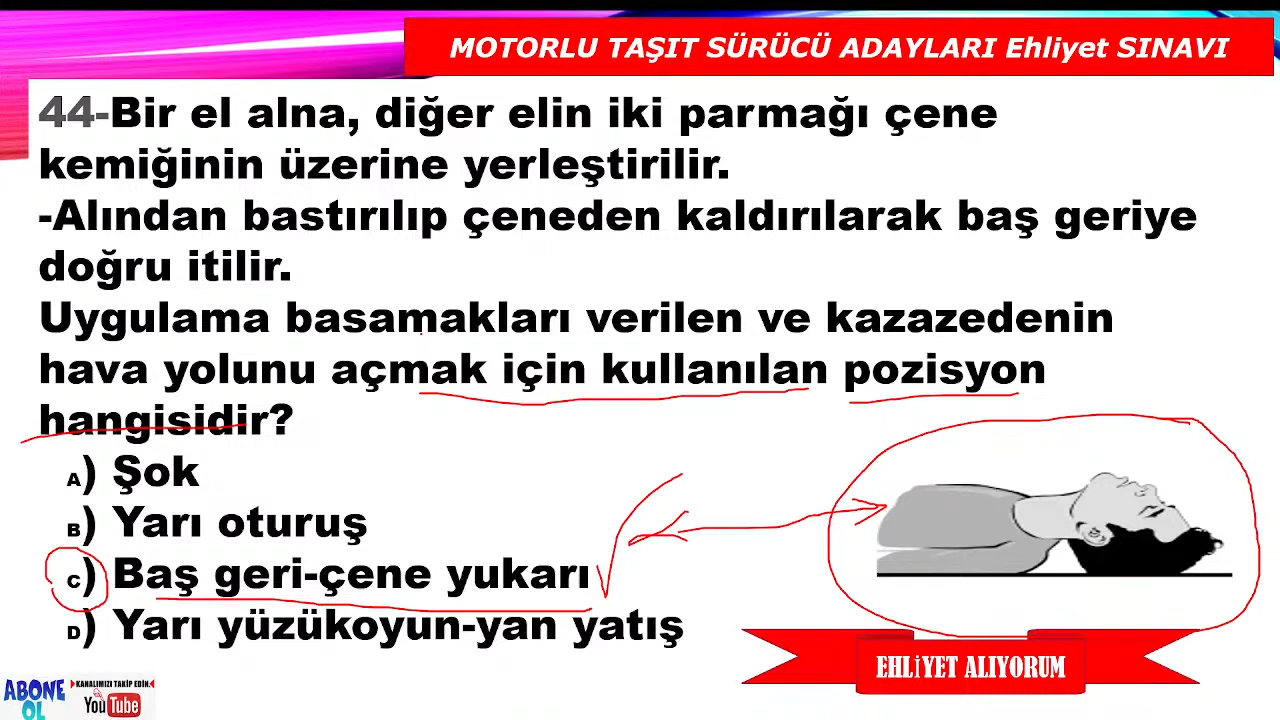 MOTORLU TAŞIT SÜRÜCÜ ADAYLARI Ehliyet SINAVI
44-Bir el alna, diğer elin iki parmağı çene
kemiğinin üzerine yerleştirilir.
-Alından bastırılıp çeneden kaldırılarak baş geriye
doğru itilir.
Uygulama basamakları verilen ve kazazedenin
hava yolunu açmak için kullanılan pozisyon
hangisidir?
A) Şok
B) Yarı oturuş
C) Baş geri-çene yukarı
D) Yarı yüzükoyun-yan yatış
EHLİYET ALIYORUM
ABONE
OL
KANALIMIZI TAKİP EDİN.
YouTube